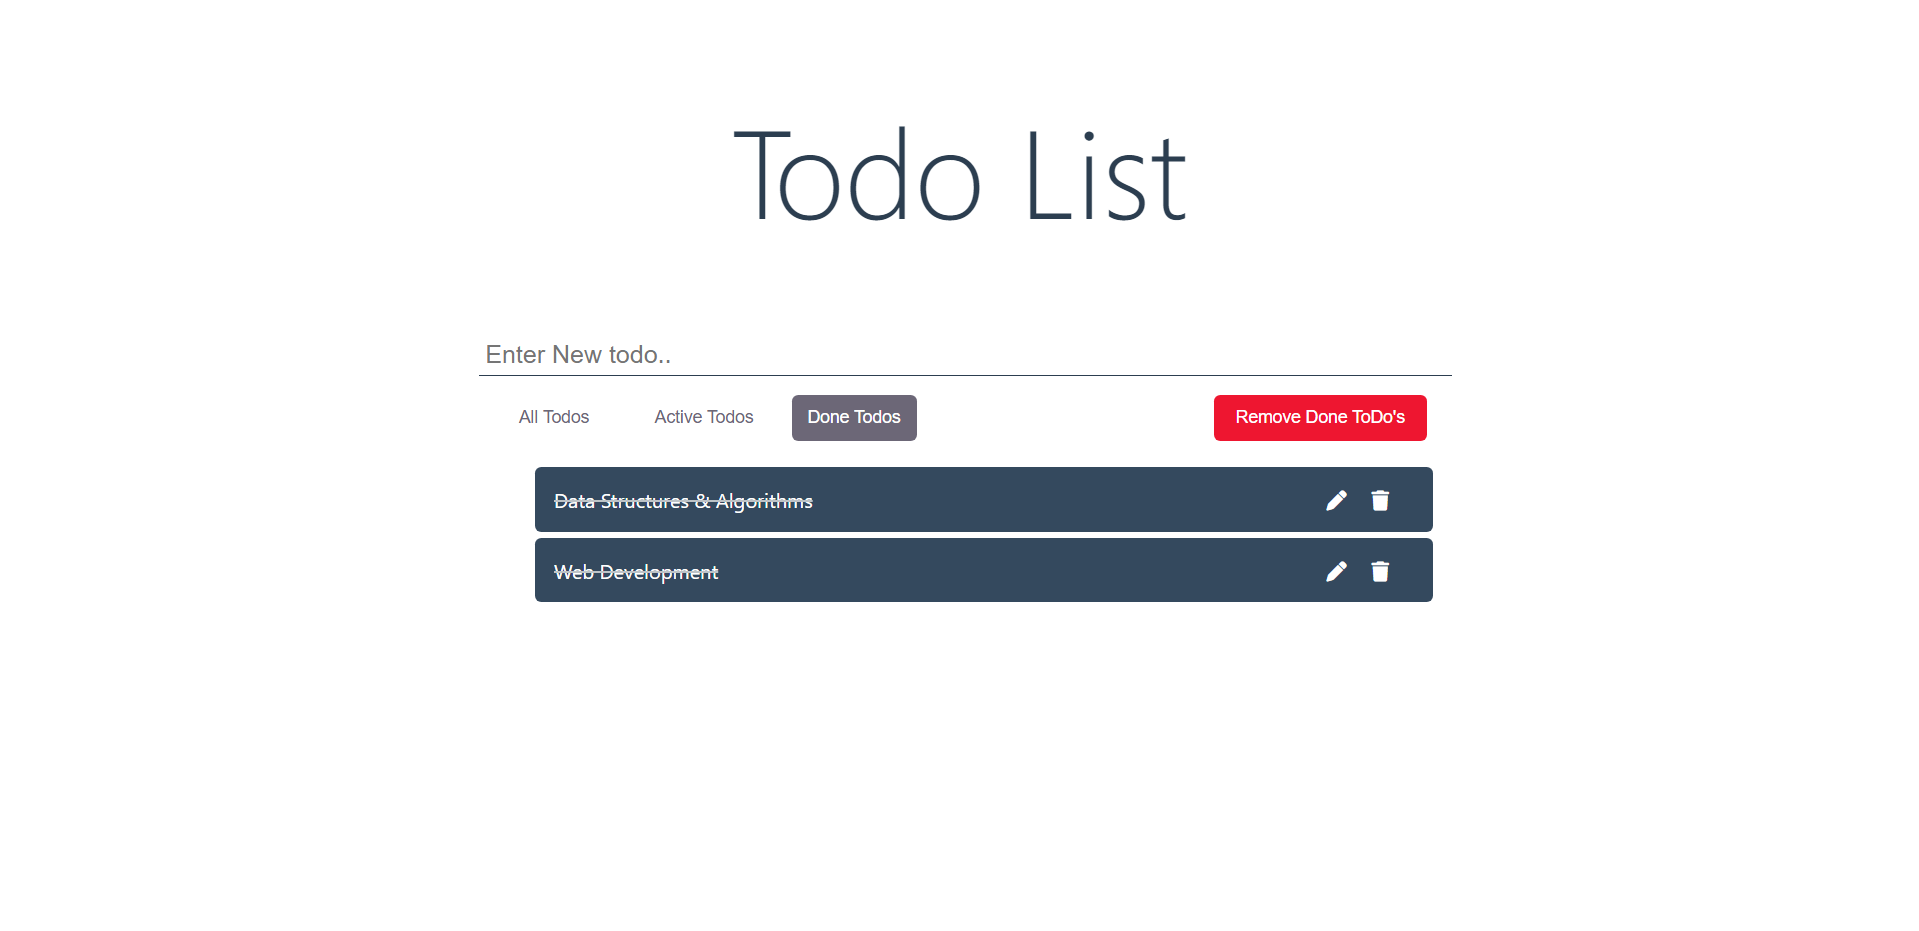 Todo List
Enter New todo..
All Todos Active Todos Done Todos Remove Done ToDo's
Data Structures & Algorithms
Web Development